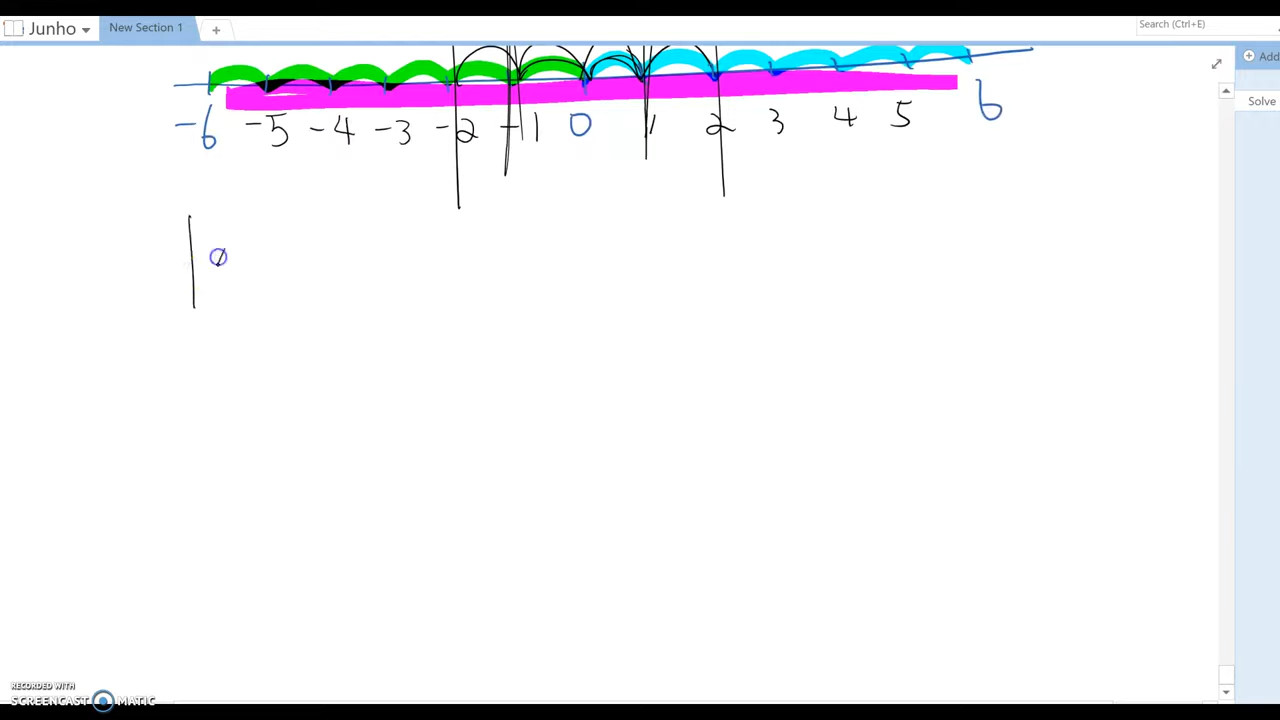 Junho
New Section 1
Search (Ctrl+E)
Add
-6 -5 -4 -3 -2 -1 0 1 2 3 4 5 6
Solve
RECORDED WITH
SCREENCAST MATIC